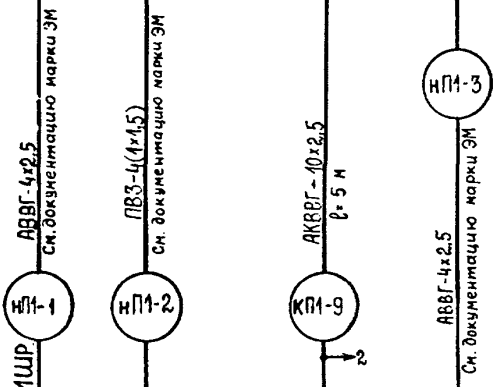 АВВГ-4х2,5
См. документацию марки ЭМ
нП1-1
1ШР
ПВ3-4(1х1,5)
См. документацию марки ЭМ
нП1-2
АКВВГ-10х2,5
ℓ=5 м
КП1-9
2
нП1-3
АВВГ-4х2,5
См. документацию марки ЭМ